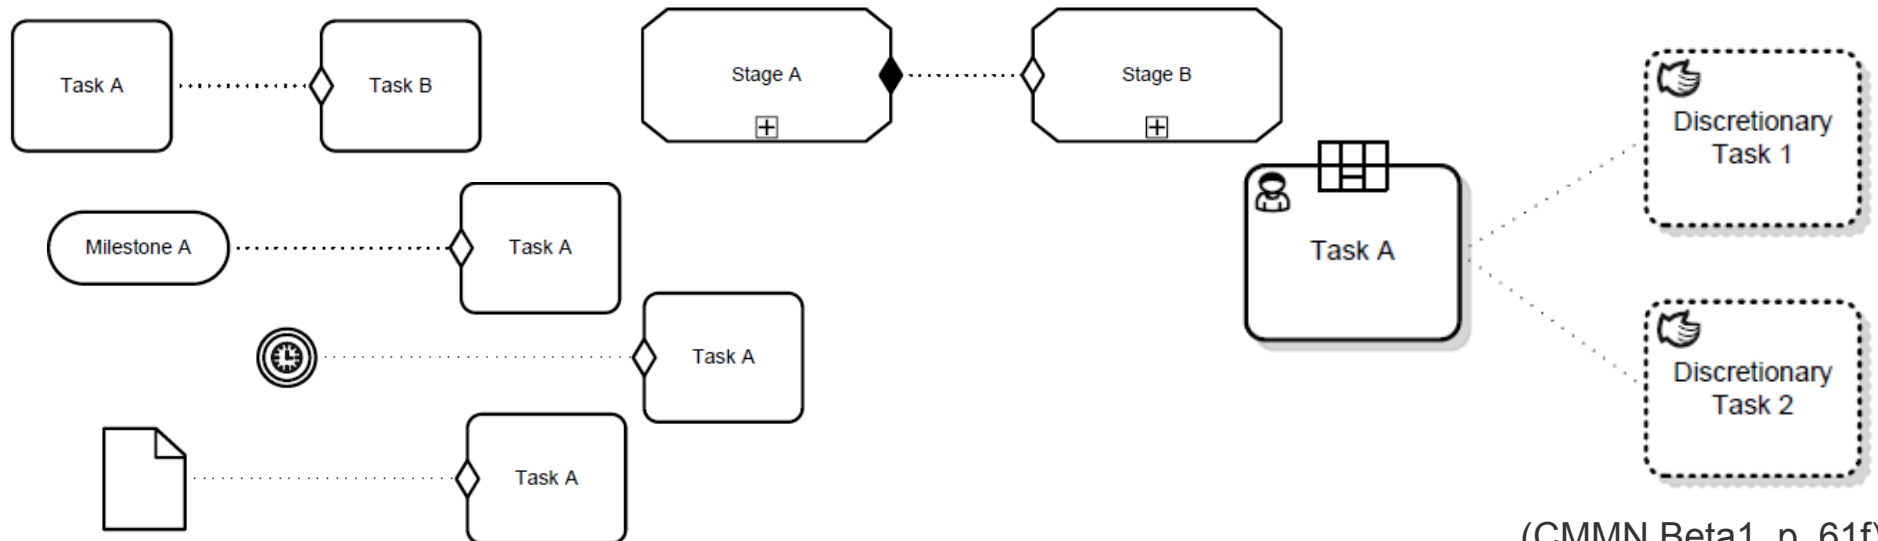 Task A
Task B
Stage A
Stage B
Milestone A
Task A
Task A
Task A
Task A
Discretionary
Task 1
Discretionary
Task 2
(CMMN Beta1, p. 61f)